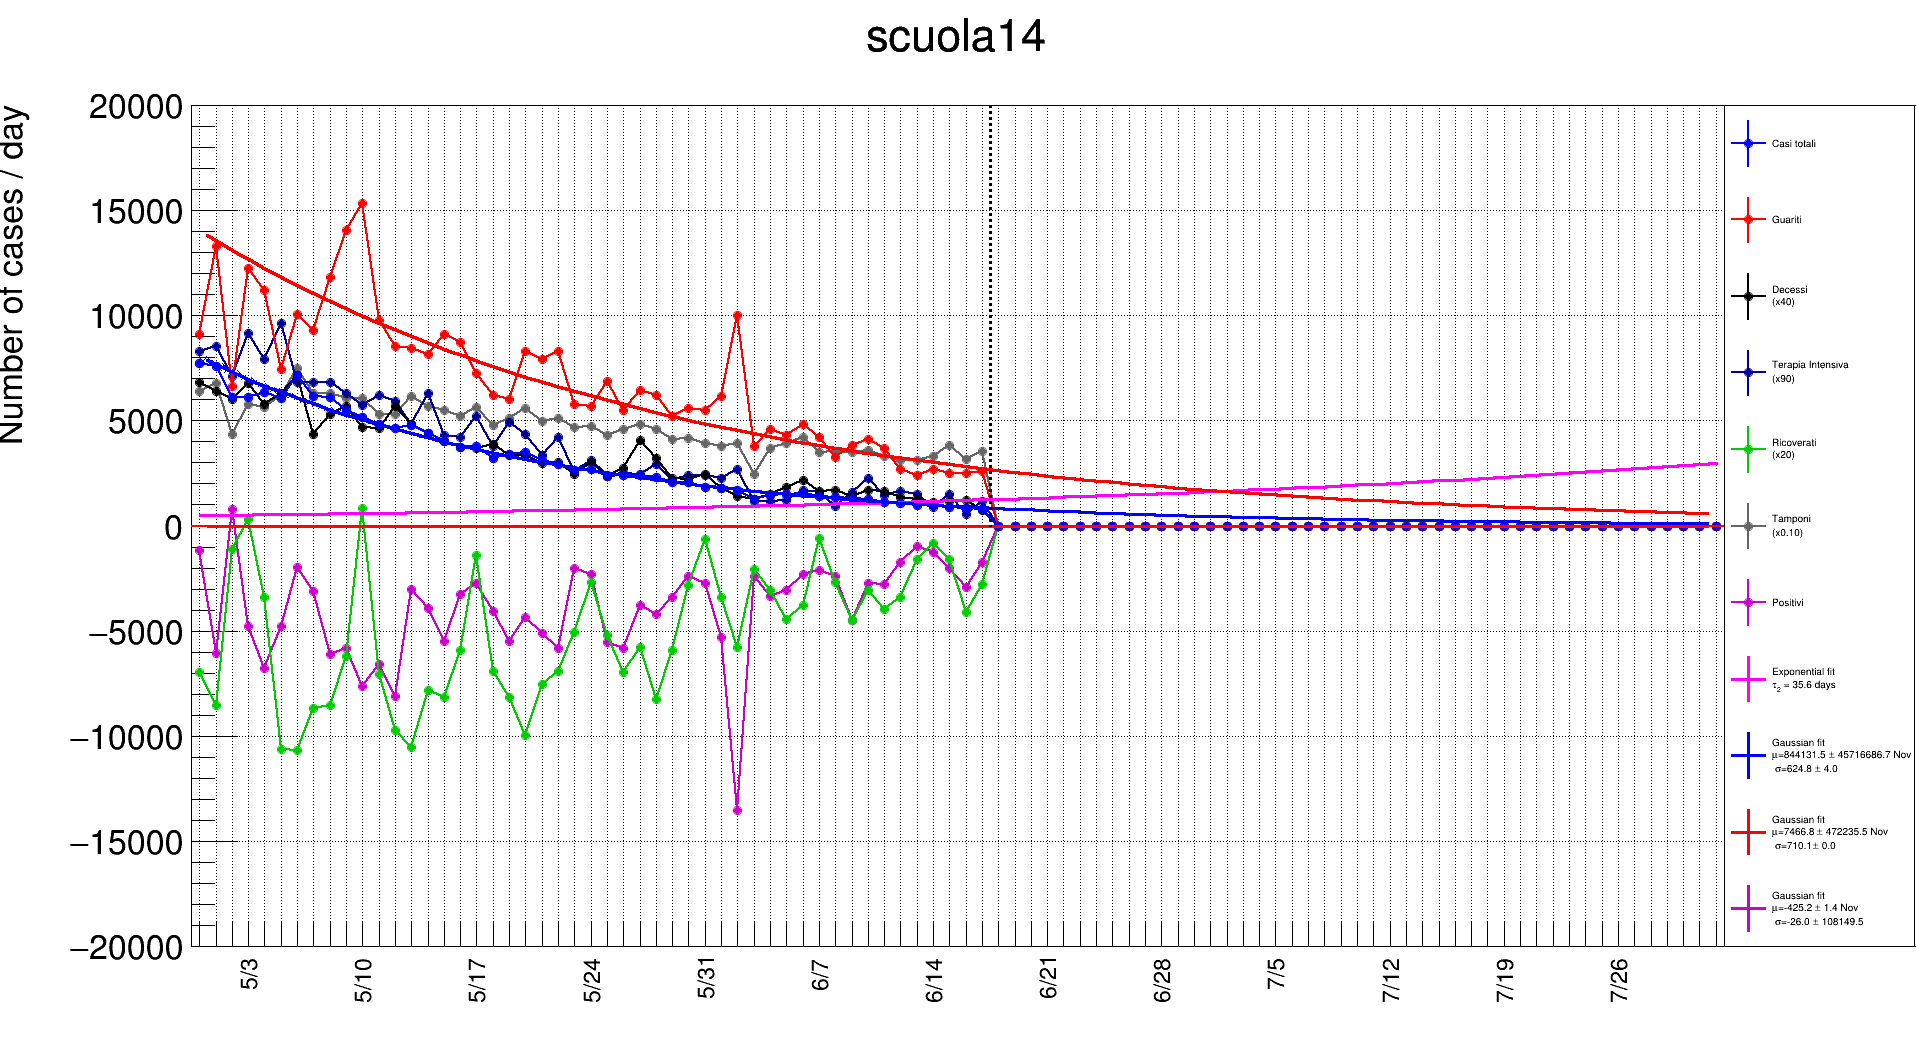 scuola14
Number of cases / day
20000
15000
10000
5000
0
−5000
−10000
−15000
−20000
5/3
5/10
5/17
5/24
5/31
6/7
6/14
6/21
6/28
7/5
7/12
7/19
7/26
Casi totali
Guariti
Decessi
(x40)
Terapia Intensiva
(x90)
Ricoverati
(x20)
Tamponi
(x0.10)
Positivi
Exponential fit
τ2 = 35.6 days
Gaussian fit
μ=844131.5 ± 45716686.7 Nov
σ=624.8 ± 4.0
Gaussian fit
μ=7466.8 ± 472235.5 Nov
σ=710.1± 0.0
Gaussian fit
μ=-425.2 ± 1.4 Nov
σ=-26.0 ± 108149.5